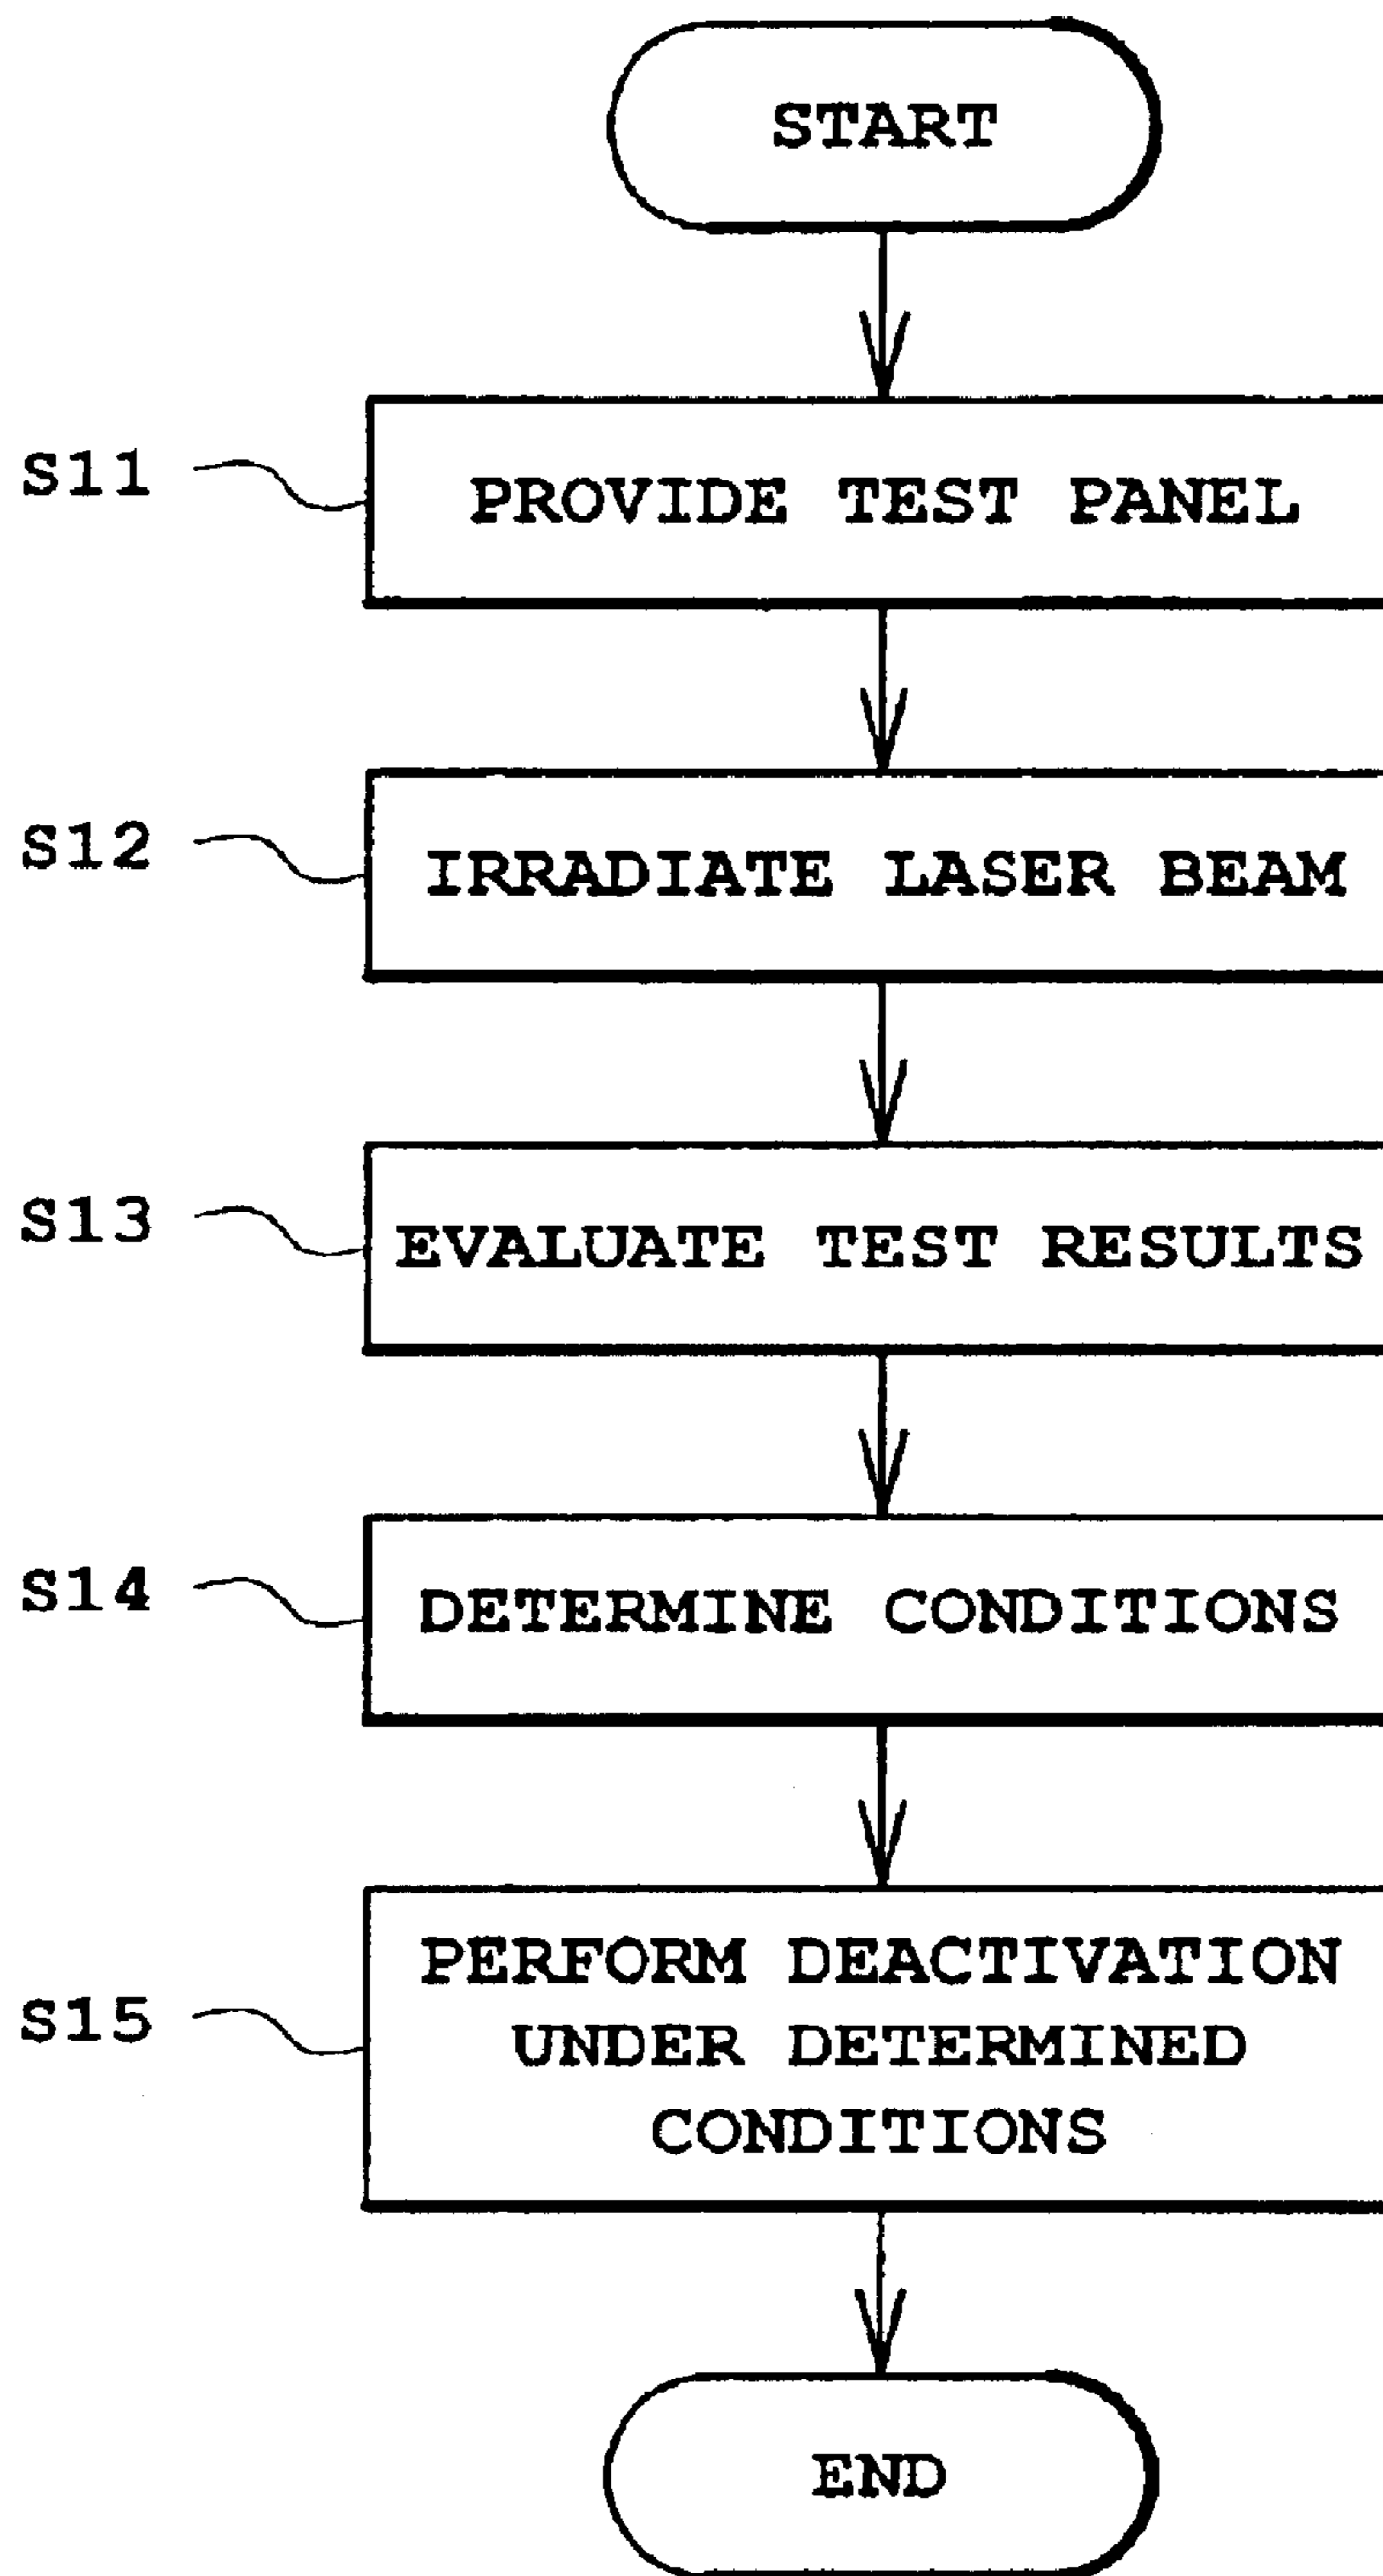 START
S11
PROVIDE TEST PANEL
S12
IRRADIATE LASER BEAM
S13
EVALUATE TEST RESULTS
S14
DETERMINE CONDITIONS
S15
PERFORM DEACTIVATION
UNDER DETERMINED
CONDITIONS
END